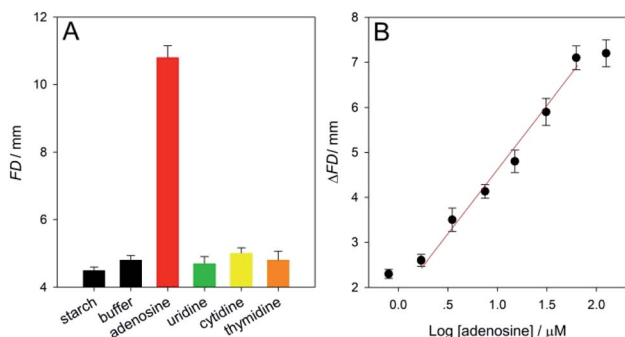 A
12
10
8
6
4
FD/ mm
starch
buffer
adenosine
uridine
cytidine
thymidine
B
8
7
6
5
4
3
2
ΔFD/ mm
0.0
.5
1.0
1.5
2.0
Log [adenosine] / µM